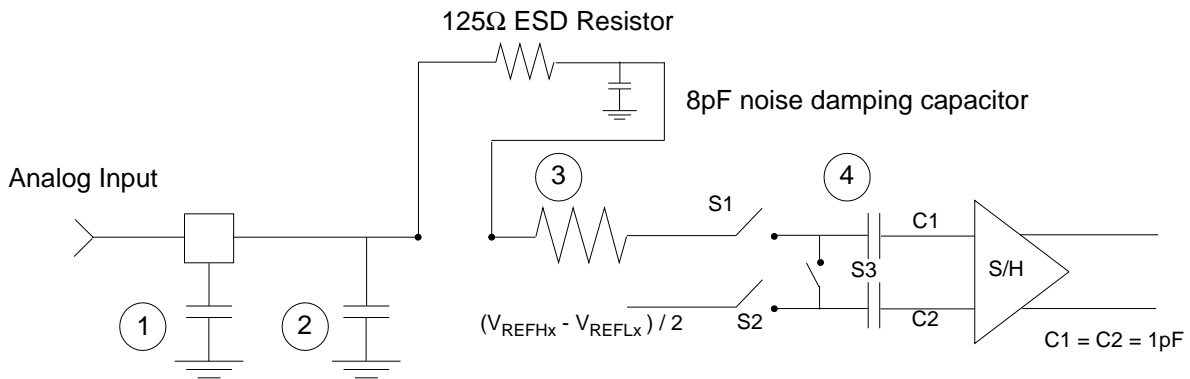 125Ω ESD Resistor
8pF noise damping capacitor
Analog Input
3
4
S1
C1
S3
S/H
1
2
(VREFHx - VREFLx ) / 2
S2
C2
C1 = C2 = 1pF